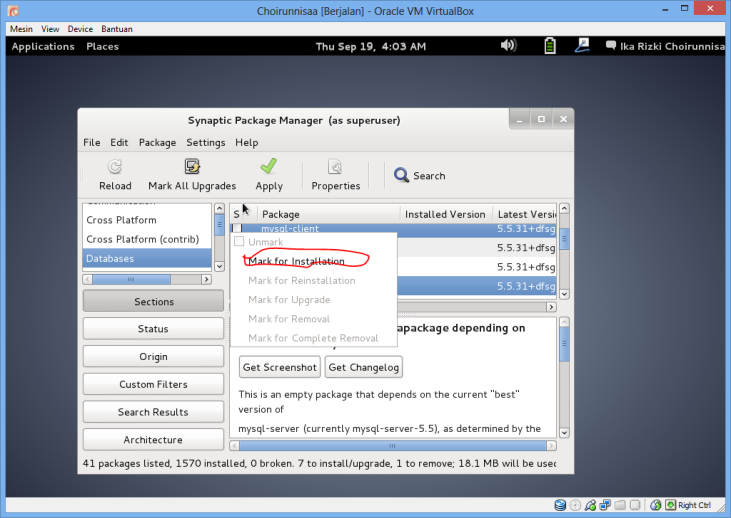 Choirunnisaa [Berjalan] - Oracle VM VirtualBox
Mesin View Device Bantuan
Applications Places Thu Sep 19, 4:03 AM Ika Rizki Choirunnisa
Synaptic Package Manager (as superuser)
File Edit Package Settings Help
Reload Mark All Upgrades Apply Properties Search
S Package Installed Version Latest Versi
Cross Platform
Cross Platform (contrib)
Databases
mysql-client 5.5.31+dfsg
Unmark 5.5.31+dfsg
Mark for Installation 5.5.31+dfsg
Mark for Reinstallation 5.5.31+dfsg
Mark for Upgrade
Mark for Removal
Mark for Complete Removal
Sections
Status
Origin
Custom Filters
Search Results
Architecture
apackage depending on
Get Screenshot Get Changelog
This is an empty package that depends on the current "best"
version of
mysql-server (currently mysql-server-5.5), as determined by the
41 packages listed, 1570 installed, 0 broken. 7 to install/upgrade, 1 to remove; 18.1 MB will be used
Right Ctrl